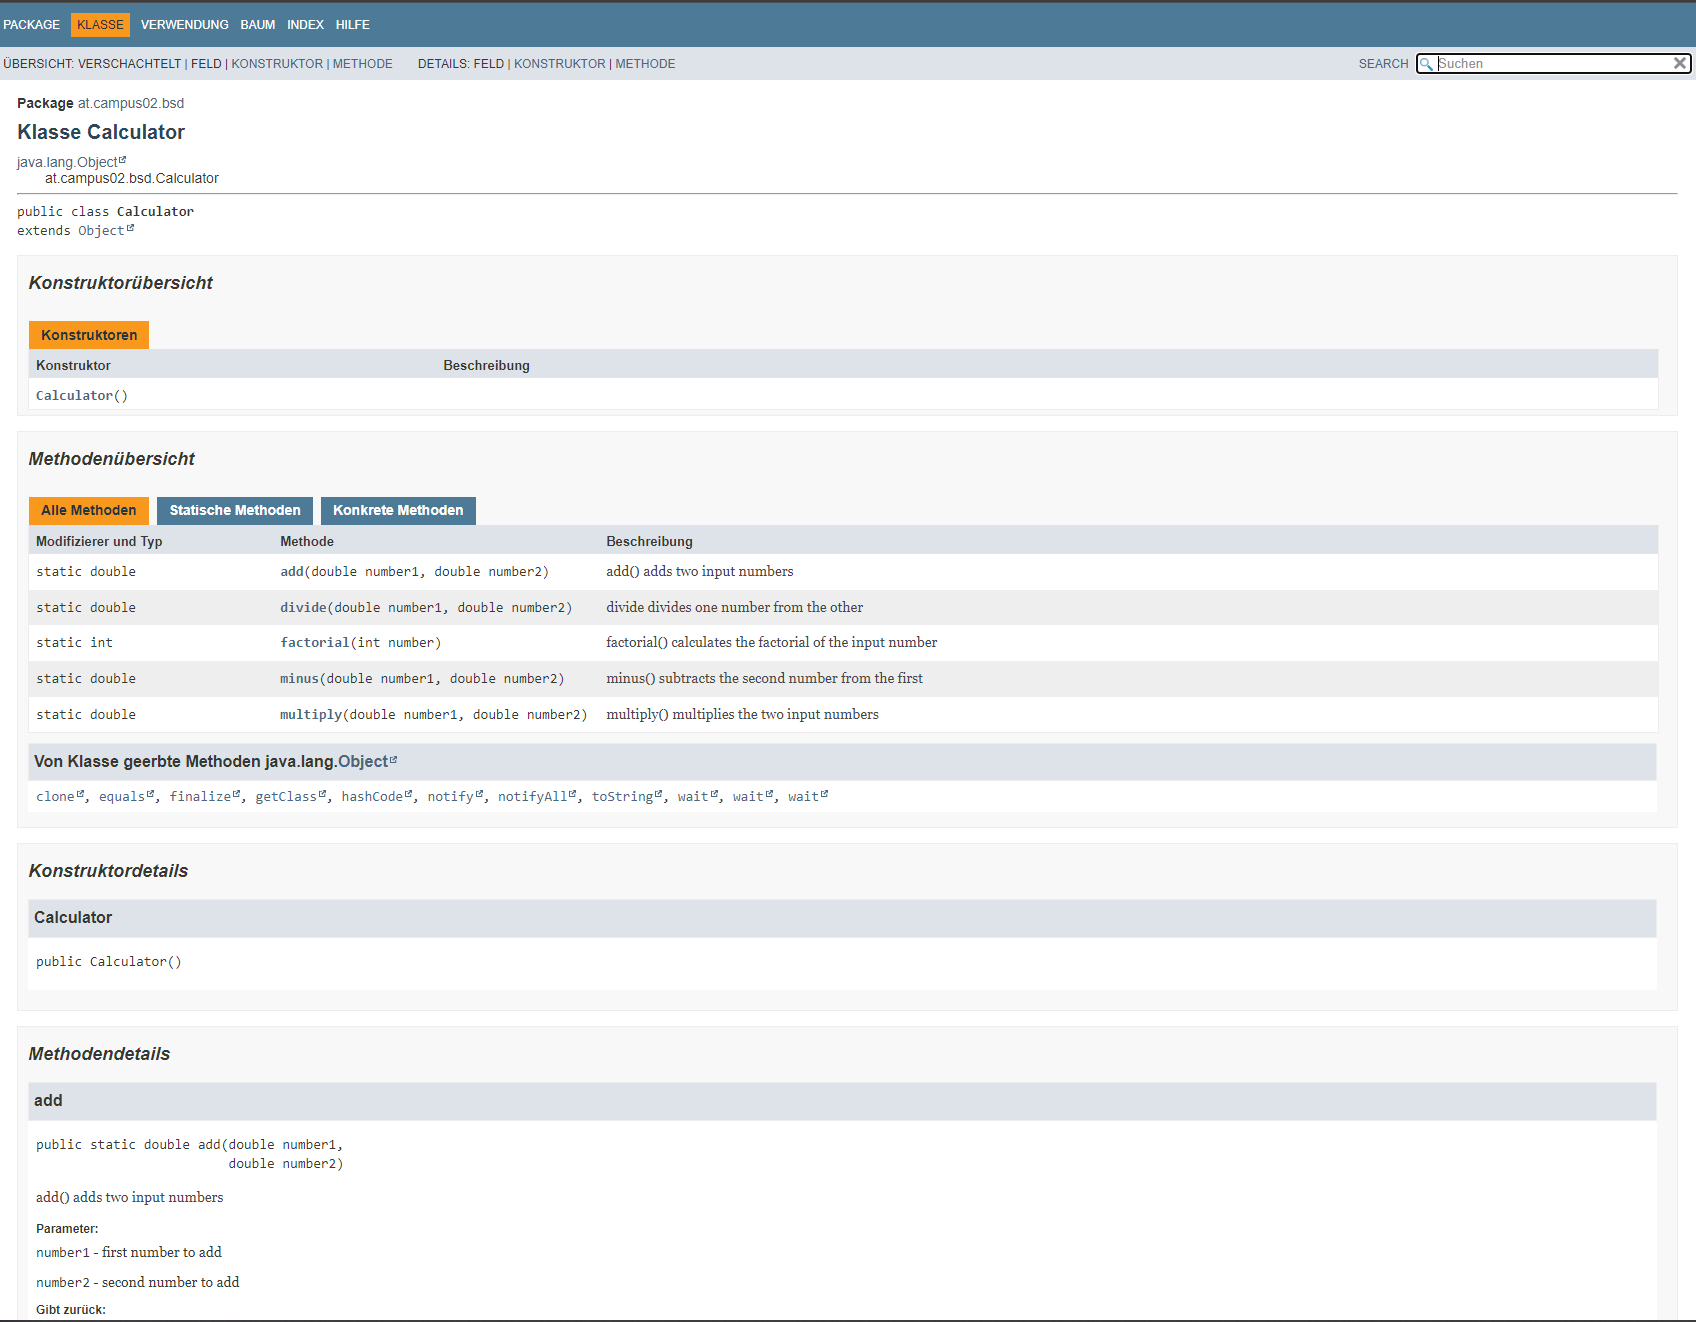 PACKAGE KLASSE VERWENDUNG BAUM INDEX HILFE
ÜBERSICHT: VERSCHACHTELT | FELD | KONSTRUKTOR | METHODE DETAILS: FELD | KONSTRUKTOR | METHODE SEARCH Suchen
Package at.campus02.bsd
Klasse Calculator
java.lang.Object
at.campus02.bsd.Calculator
public class Calculator
extends Object
Konstruktorübersicht
Konstruktoren
Konstruktor Beschreibung
Calculator()
Methodenübersicht
Alle Methoden Statische Methoden Konkrete Methoden
Modifizierer und Typ Methode Beschreibung
static double add(double number1, double number2) add() adds two input numbers
static double divide(double number1, double number2) divide divides one number from the other
static int factorial(int number) factorial() calculates the factorial of the input number
static double minus(double number1, double number2) minus() subtracts the second number from the first
static double multiply(double number1, double number2) multiply() multiplies the two input numbers
Von Klasse geerbte Methoden java.lang.Object
clone, equals, finalize, getClass, hashCode, notify, notifyAll, toString, wait, wait, wait
Konstruktordetails
Calculator
public Calculator()
Methodendetails
add
public static double add(double number1,
double number2)
add() adds two input numbers
Parameter:
number1 - first number to add
number2 - second number to add
Gibt zurück: